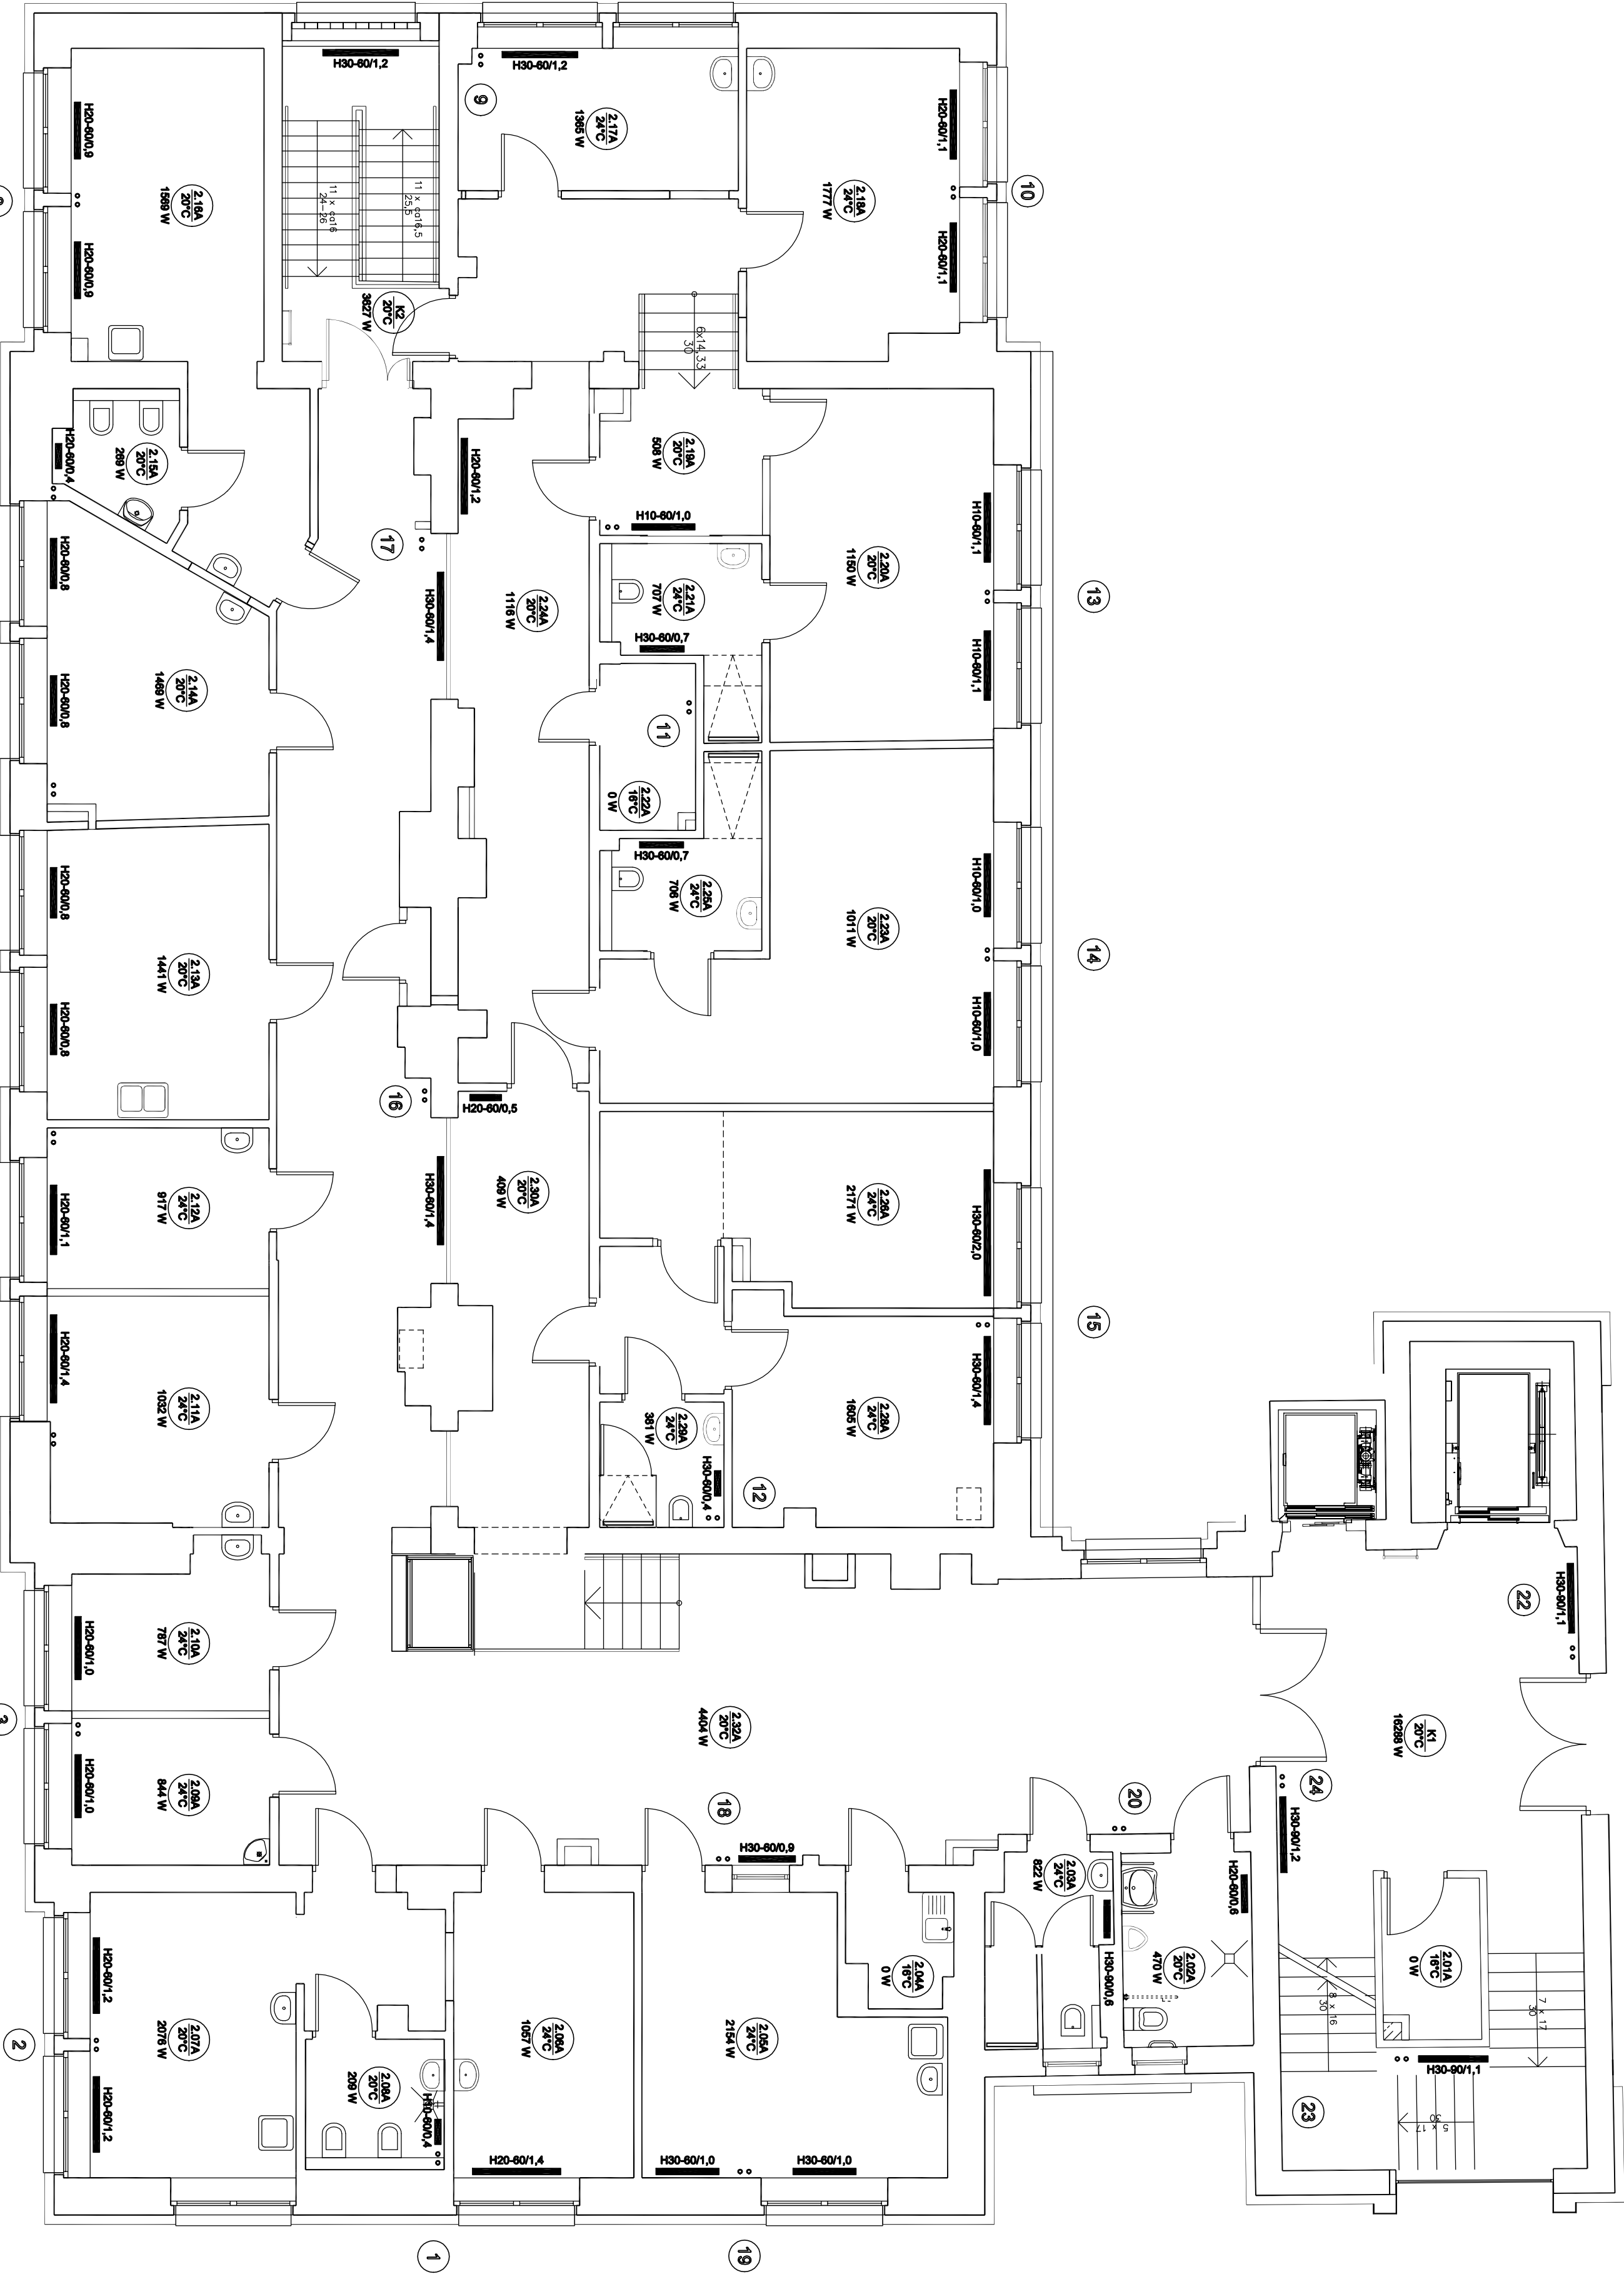 H30-60/1,2
H30-60/1,2
9
2.17A
24°C
1365 W
H20-60/1,1
H20-60/1,1
10
2.18A
24°C
1777 W
H20-60/0,9
H20-60/0,9
2.16A
20°C
1569 W
11 x ca16
24-26
11 x ca16,5
25,5
K2
20°C
3627 W
6x14,33
30
H20-60/0,4
2.15A
20°C
269 W
H20-60/1,2
2.19A
20°C
508 W
H10-60/1,0
17
H10-60/1,1
H10-60/1,1
13
2.20A
20°C
1150 W
H20-60/0,8
H20-60/0,8
2.14A
20°C
1469 W
H30-60/1,4
2.24A
20°C
1116 W
2.21A
24°C
707 W
H30-60/0,7
11
2.22A
16°C
0 W
H30-60/0,7
2.25A
24°C
706 W
2.23A
20°C
1011 W
H10-60/1,0
H10-60/1,0
14
H20-60/0,8
H20-60/0,8
2.13A
20°C
1441 W
16
H20-60/0,5
2.30A
20°C
409 W
H30-60/1,4
2.12A
24°C
917 W
H20-60/1,1
2.26A
24°C
2171 W
H30-60/2,0
15
H20-60/1,4
2.11A
24°C
1032 W
2.29A
24°C
381 W
H30-60/0,4
12
2.28A
24°C
1605 W
H30-60/1,4
H20-60/1,0
2.10A
24°C
787 W
H20-60/1,0
2.09A
24°C
844 W
2.32A
20°C
4404 W
18
H30-60/0,9
20
22
H30-90/1,1
K1
20°C
16288 W
24
H30-90/1,2
2.03A
24°C
822 W
H30-90/0,6
H20-60/0,6
2.02A
20°C
470 W
2.01A
16°C
0 W
8 x 16
30
7 x 17
30
H30-90/1,1
5 x 17
30
23
2.04A
16°C
0 W
H20-60/1,2
H20-60/1,2
2
2.07A
20°C
2076 W
2.08A
20°C
209 W
H10-60/0,4
2.06A
24°C
1057 W
H20-60/1,4
2.05A
24°C
2154 W
H30-60/1,0
H30-60/1,0
1
19